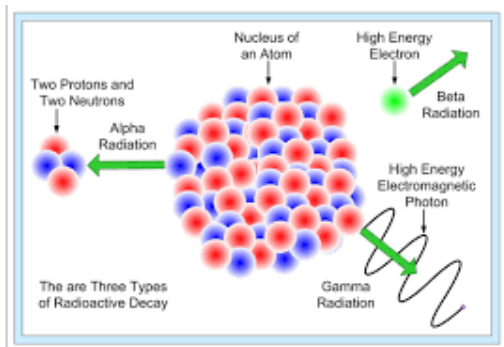 Nucleus of
an Atom
High Energy
Electron
Two Protons and
Two Neutrons
Alpha
Radiation
Beta
Radiation
High Energy
Electromagnetic
Photon
Gamma
Radiation
The are Three Types
of Radioactive Decay